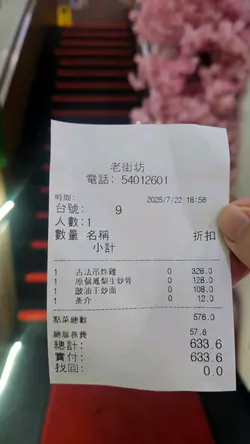 老街坊
電話: 54012601
時間: 2025/7/22 18:58
台號: 9
人數:1
數量 名稱 折扣
小計
1 古法吊炸雞 0 328.0
1 原個鳳梨生炒骨 0 128.0
1 豉油王炒面 0 108.0
1 茶介 0 12.0
點菜總數 576.0
總服務費 57.6
總計: 633.6
實付: 633.6
找回: 0.0